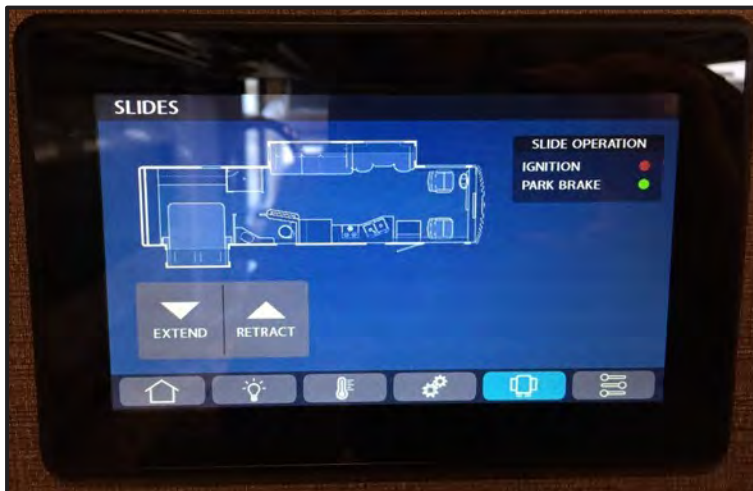 SLIDES
SLIDE OPERATION
IGNITION
PARK BRAKE
EXTEND
RETRACT